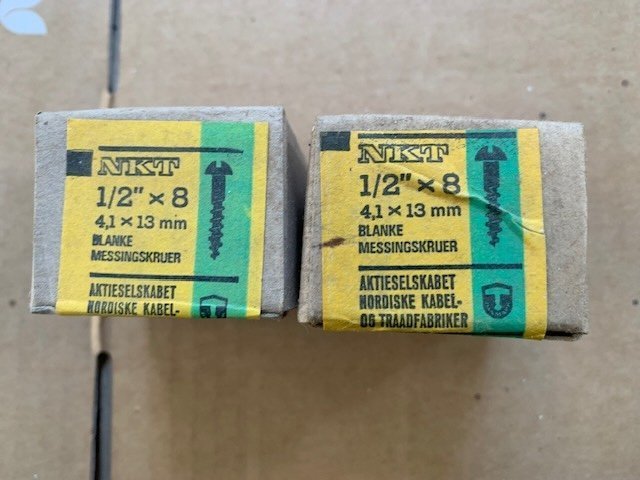 NKT
1/2" × 8
4,1 × 13 mm
BLANKE
MESSINGSKRUER
AKTIESELSKABET
NORDISKE KABEL-
NKT
1/2" × 8
4,1 × 13 mm
BLANKE
MESSINGSKRUER
AKTIESELSKABET
NORDISKE KABEL-
OG TRAADFABRIKER